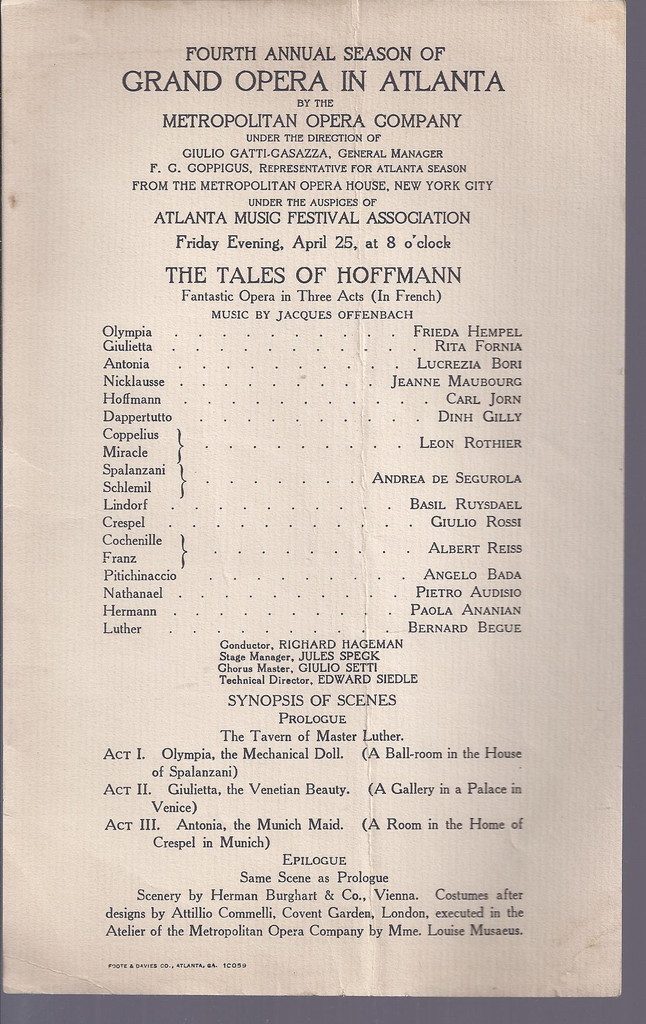 FOURTH ANNUAL SEASON OF
GRAND OPERA IN ATLANTA
BY THE
METROPOLITAN OPERA COMPANY
UNDER THE DIRECTION OF
GIULIO GATTI-CASAZZA, GENERAL MANAGER
F. C. COPPICUS, REPRESENTATIVE FOR ATLANTA SEASON
FROM THE METROPOLITAN OPERA HOUSE, NEW YORK CITY
UNDER THE AUSPICES OF
ATLANTA MUSIC FESTIVAL ASSOCIATION
Friday Evening, April 25, at 8 o'clock
THE TALES OF HOFFMANN
Fantastic Opera in Three Acts (In French)
MUSIC BY JACQUES OFFENBACH
Olympia . . . . . . . . . . FRIEDA HEMPEL
Giulietta . . . . . . . . . . RITA FORNIA
Antonia . . . . . . . . . . LUCREZIA BORI
Nicklausse . . . . . . . . . JEANNE MAUBOURG
Hoffmann . . . . . . . . . . CARL JORN
Dappertutto . . . . . . . . . DINH GILLY
Coppelius
Miracle } . . . . . . . . . LEON ROTHIER
Spalanzani
Schlemil } . . . . . . . . ANDREA DE SEGUROLA
Lindorf . . . . . . . . . . BASIL RUYSDAEL
Crespel . . . . . . . . . . GIULIO ROSSI
Cochenille
Franz } . . . . . . . . ALBERT REISS
Pitichinaccio . . . . . . . . ANGELO BADA
Nathanael . . . . . . . . . PIETRO AUDISIO
Hermann . . . . . . . . . . PAOLA ANANIAN
Luther . . . . . . . . . . BERNARD BEGUE
Conductor, RICHARD HAGEMAN
Stage Manager, JULES SPECK
Chorus Master, GIULIO SETTI
Technical Director, EDWARD SIEDLE
SYNOPSIS OF SCENES
PROLOGUE
The Tavern of Master Luther.
ACT I. Olympia, the Mechanical Doll. (A Ball-room in the House
of Spalanzani)
ACT II. Giulietta, the Venetian Beauty. (A Gallery in a Palace in
Venice)
ACT III. Antonia, the Munich Maid. (A Room in the Home of
Crespel in Munich)
EPILOGUE
Same Scene as Prologue
Scenery by Herman Burghart & Co., Vienna. Costumes after
designs by Attillio Commelli, Covent Garden, London, executed in the
Atelier of the Metropolitan Opera Company by Mme. Louise Musaeus.
FOOTE & DAVIES CO., ATLANTA, GA. 10059